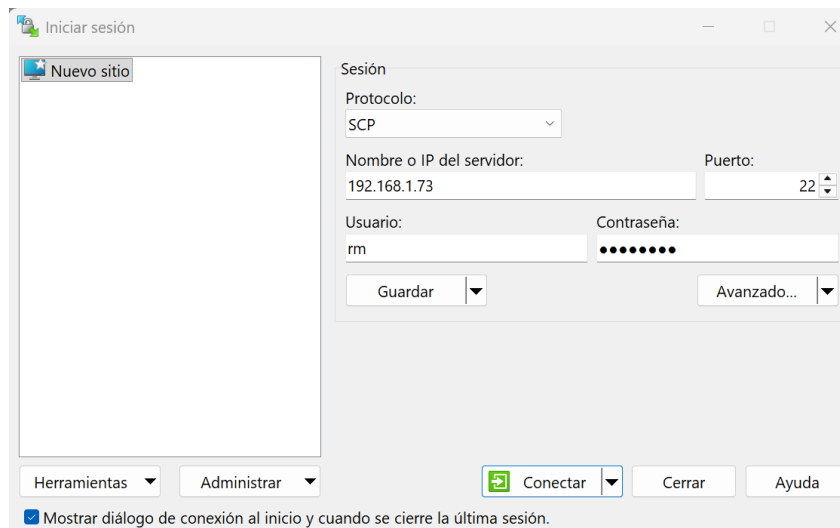 Iniciar sesión
Nuevo sitio
Sesión
Protocolo:
SCP
Nombre o IP del servidor: Puerto:
192.168.1.73 22
Usuario: Contraseña:
rm ●●●●●●●●
Guardar Avanzado...
Herramientas Administrar Conectar Cerrar Ayuda
Mostrar diálogo de conexión al inicio y cuando se cierre la última sesión.